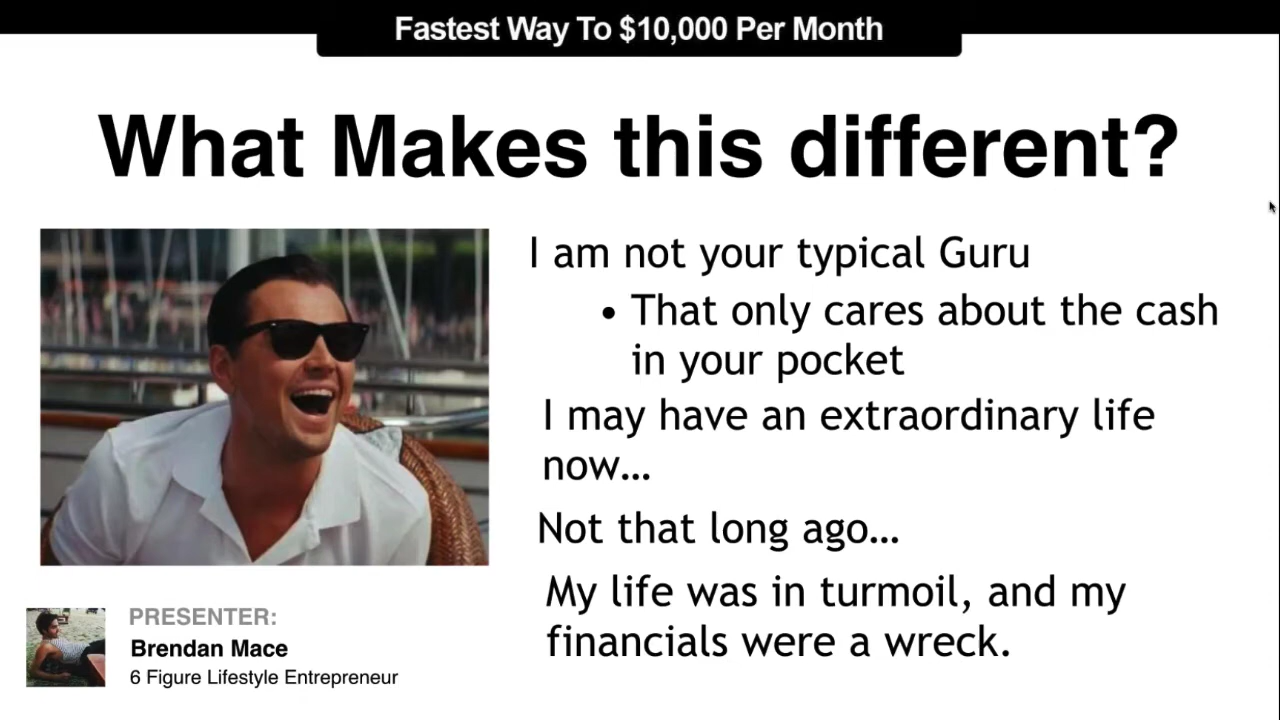 Fastest Way To $10,000 Per Month
What Makes this different?
I am not your typical Guru
• That only cares about the cash
in your pocket
I may have an extraordinary life
now...
Not that long ago...
My life was in turmoil, and my
financials were a wreck.
PRESENTER:
Brendan Mace
6 Figure Lifestyle Entrepreneur